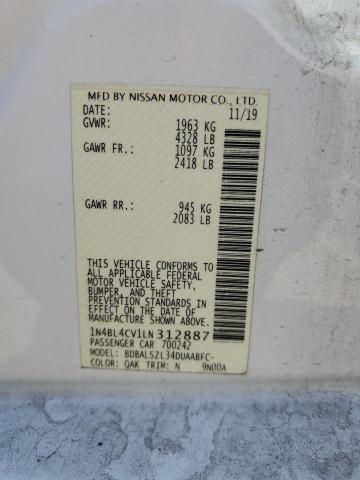 MFD BY NISSAN MOTOR CO., LTD.
DATE: 11/19
GVWR: 1963 KG
4328 LB
GAWR FR.: 1097 KG
2418 LB
GAWR RR.: 945 KG
2083 LB
THIS VEHICLE CONFORMS TO
ALL APPLICABLE FEDERAL
MOTOR VEHICLE SAFETY,
BUMPER, AND THEFT
PREVENTION STANDARDS
IN EFFECT ON THE DATE OF
MANUFACTURE SHOWN ABOVE.
1N4BL4CV1LN312887
PASSENGER CAR 700242
MODEL: BDBALSZL34DUAABFC-
COLOR: QAK TRIM: N 9N00A